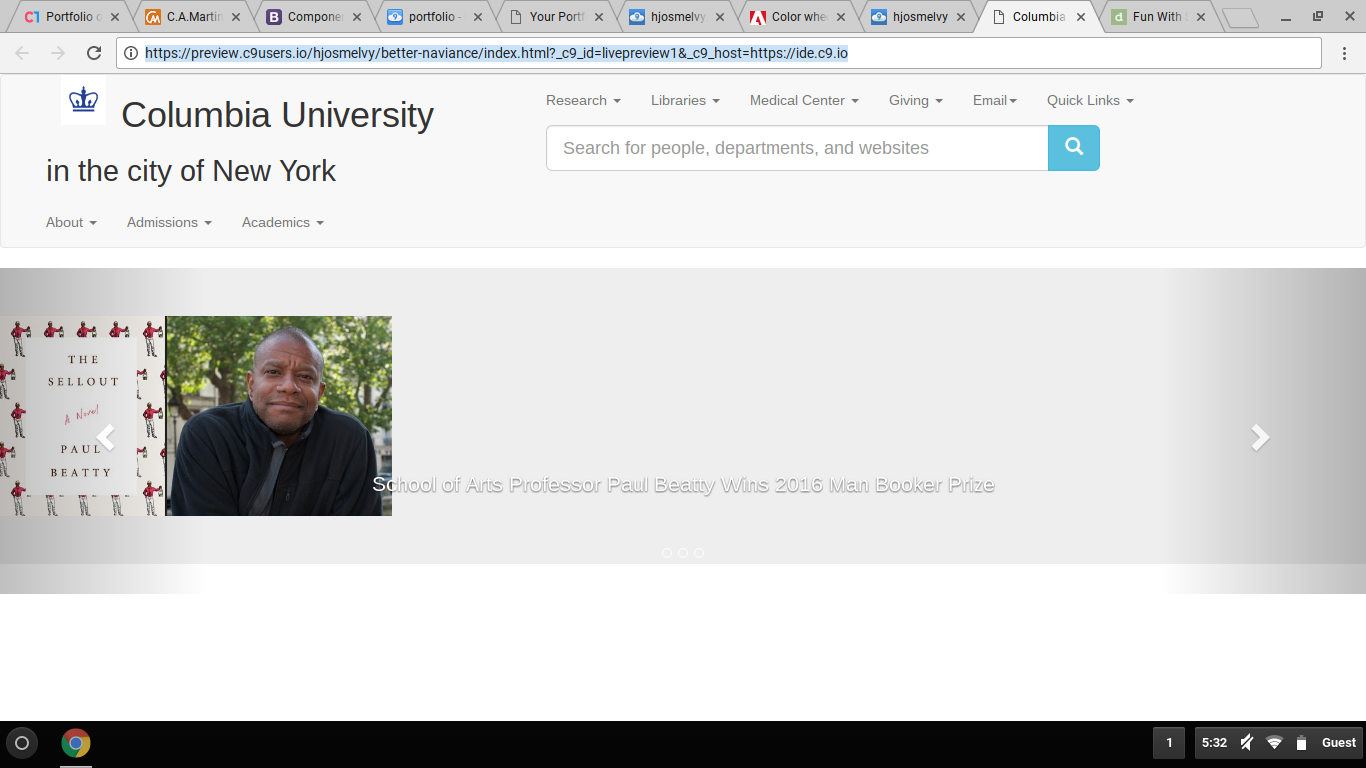 Portfolio c
C.A.Martin
Componen
portfolio -
Your Portf
hjosmelvy
Color whe
hjosmelvy
Columbia
Fun With
https://preview.c9users.io/hjosmelvy/better-naviance/index.html?_c9_id=livepreview1&_c9_host=https://ide.c9.io
Columbia University
in the city of New York
Research Libraries Medical Center Giving Email Quick Links
Search for people, departments, and websites
About Admissions Academics
THE
SELLOUT
A Novel
PAUL
BEATTY
School of Arts Professor Paul Beatty Wins 2016 Man Booker Prize
1 5:32 Guest